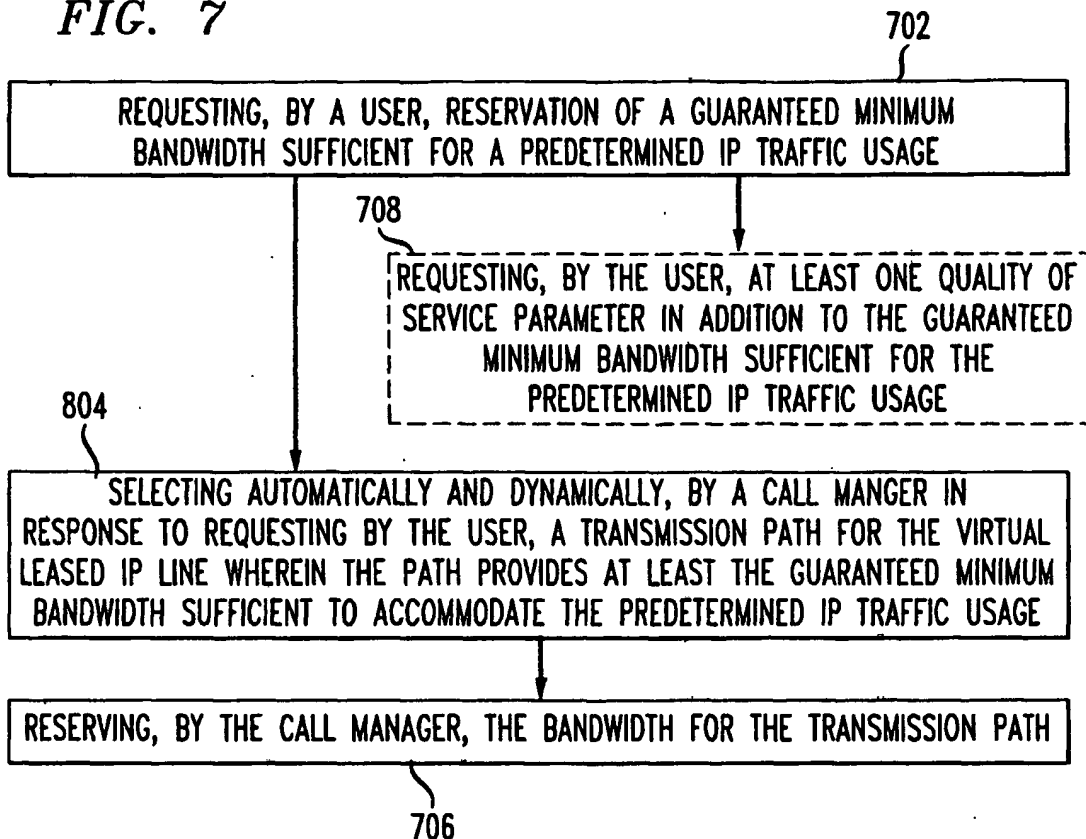 FIG. 7
702
REQUESTING, BY A USER, RESERVATION OF A GUARANTEED MINIMUM
BANDWIDTH SUFFICIENT FOR A PREDETERMINED IP TRAFFIC USAGE
708
REQUESTING, BY THE USER, AT LEAST ONE QUALITY OF
SERVICE PARAMETER IN ADDITION TO THE GUARANTEED
MINIMUM BANDWIDTH SUFFICIENT FOR THE
PREDETERMINED IP TRAFFIC USAGE
804
SELECTING AUTOMATICALLY AND DYNAMICALLY, BY A CALL MANGER IN
RESPONSE TO REQUESTING BY THE USER, A TRANSMISSION PATH FOR THE VIRTUAL
LEASED IP LINE WHEREIN THE PATH PROVIDES AT LEAST THE GUARANTEED MINIMUM
BANDWIDTH SUFFICIENT TO ACCOMMODATE THE PREDETERMINED IP TRAFFIC USAGE
RESERVING, BY THE CALL MANAGER, THE BANDWIDTH FOR THE TRANSMISSION PATH
706